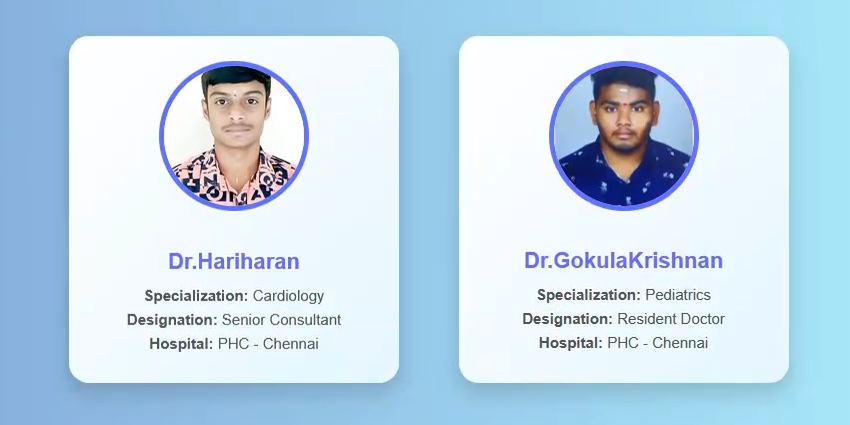 Dr.Hariharan
Specialization: Cardiology
Designation: Senior Consultant
Hospital: PHC - Chennai
Dr.GokulaKrishnan
Specialization: Pediatrics
Designation: Resident Doctor
Hospital: PHC - Chennai